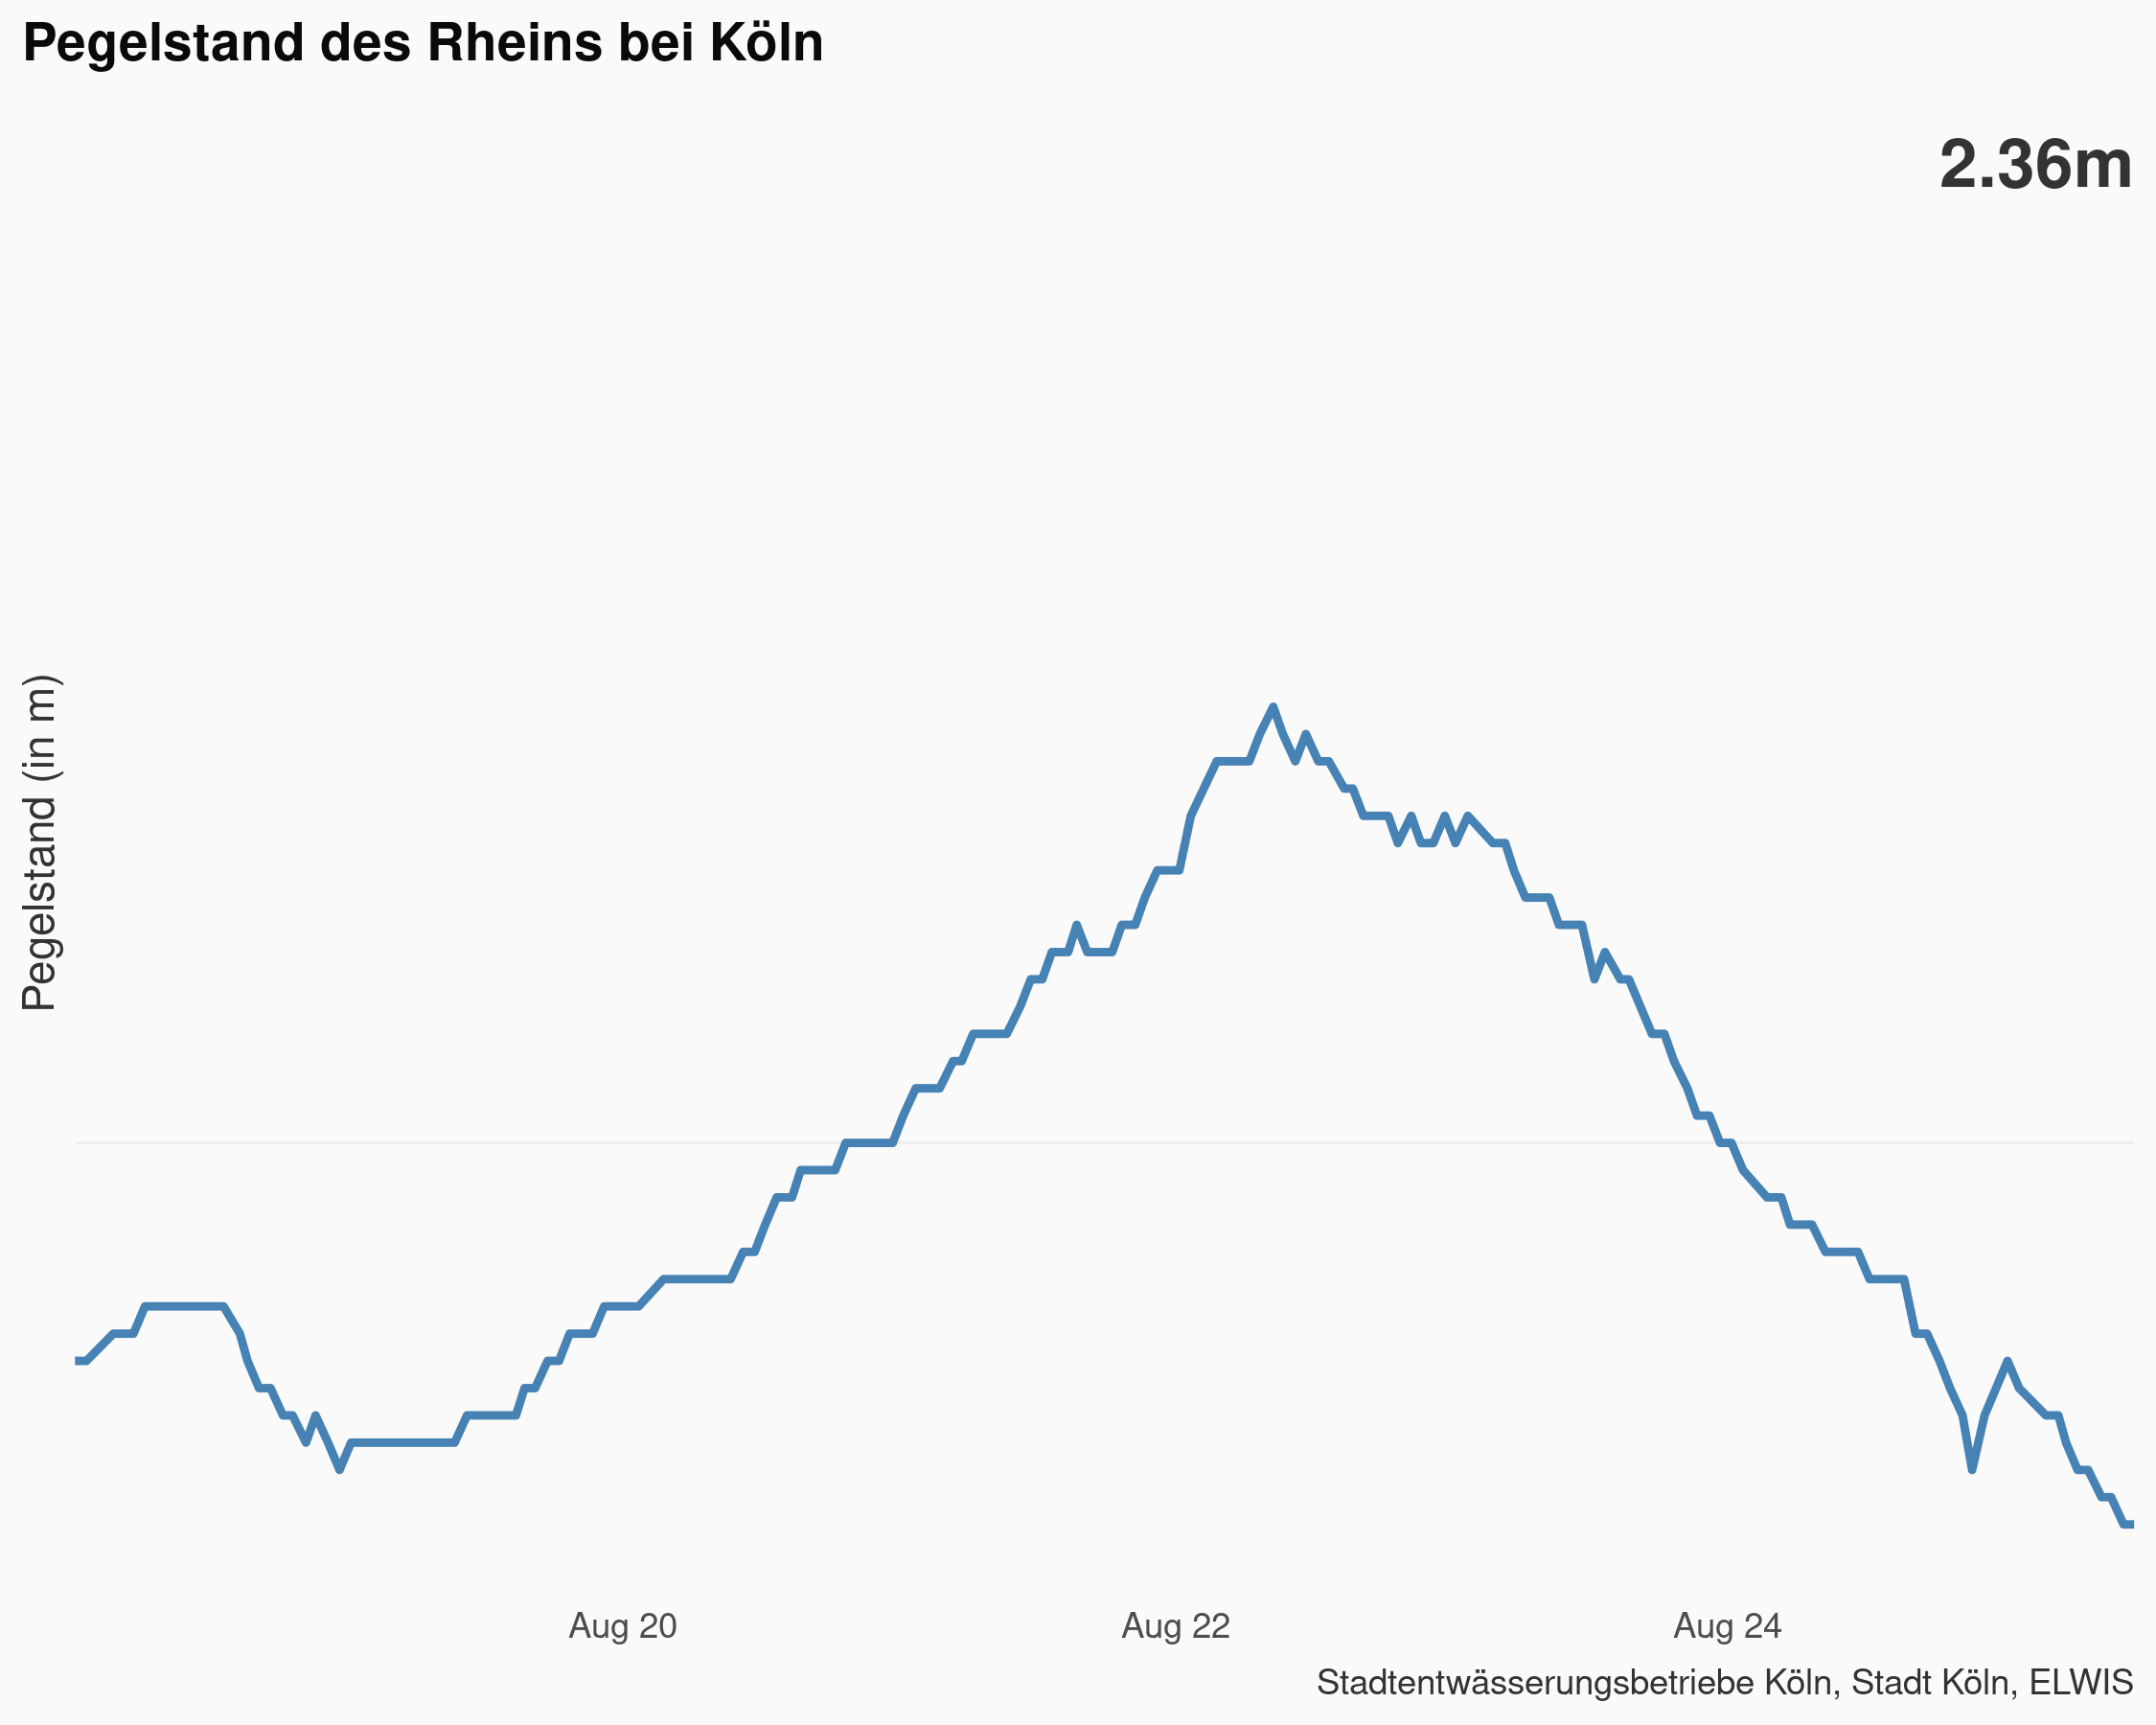 Pegelstand des Rheins bei Köln
2.36m
Pegelstand (in m)
Aug 20
Aug 22
Aug 24
Stadtentwässerungsbetriebe Köln, Stadt Köln, ELWIS